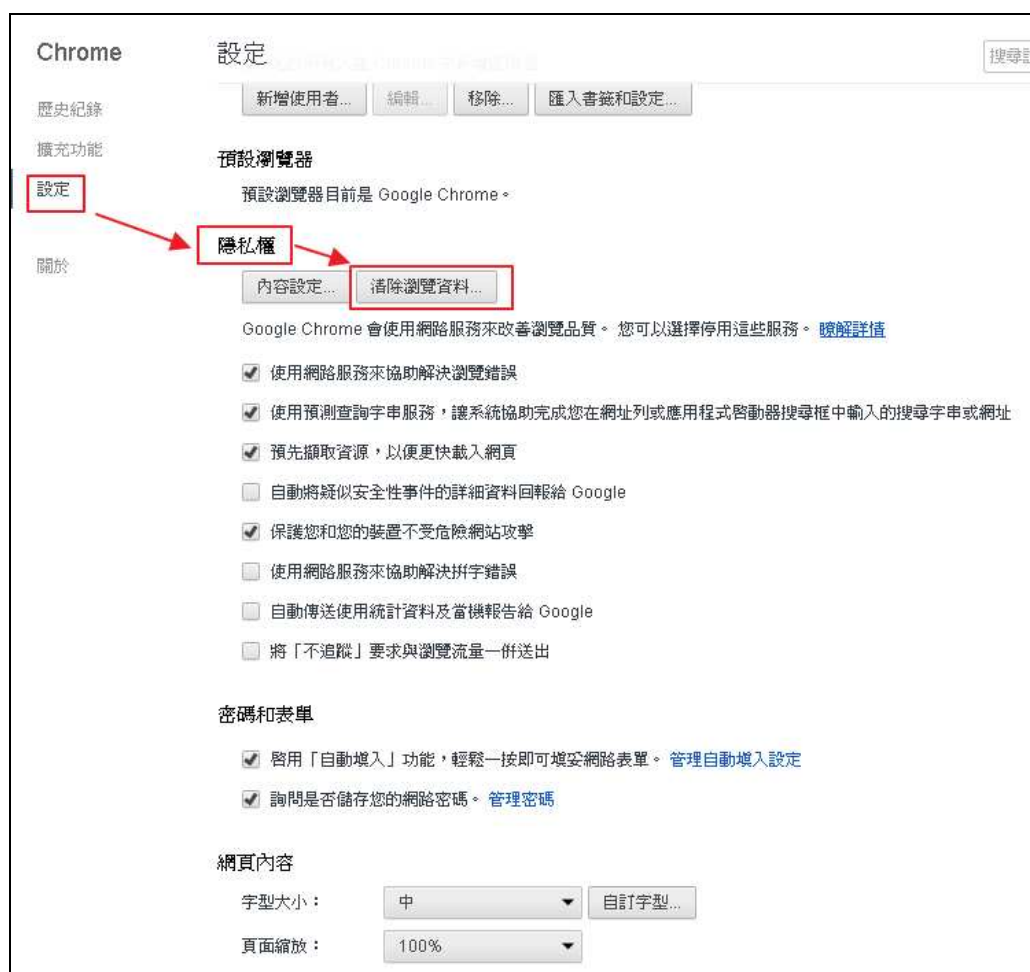 Chrome
設定
搜尋
歷史紀錄
擴充功能
設定
關於
新增使用者... 編輯... 移除... 匯入書籤和設定...
預設瀏覽器
預設瀏覽器目前是 Google Chrome。
隱私權
內容設定... 清除瀏覽資料...
Google Chrome 會使用網路服務來改善瀏覽品質。 您可以選擇停用這些服務。 瞭解詳情
使用網路服務來協助解決瀏覽錯誤
使用預測查詢字串服務，讓系統協助完成您在網址列或應用程式啓動器搜尋框中輸入的搜尋字串或網址
預先擷取資源，以便更快載入網頁
自動將疑似安全性事件的詳細資料回報給 Google
保護您和您的裝置不受危險網站攻擊
使用網路服務來協助解決拼字錯誤
自動傳送使用統計資料及當機報告給 Google
將「不追蹤」要求與瀏覽流量一併送出
密碼和表單
啓用「自動填入」功能，輕鬆一按即可填妥網路表單。 管理自動填入設定
詢問是否儲存您的網路密碼。 管理密碼
網頁內容
字型大小： 中 自訂字型...
頁面縮放： 100%